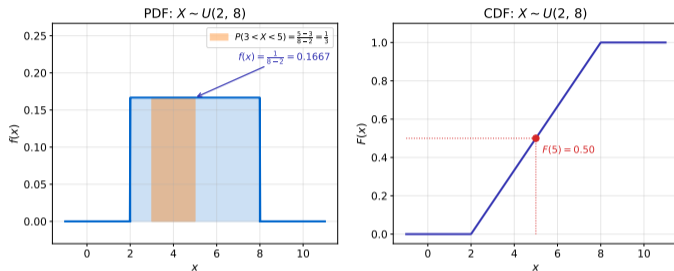 PDF: X ~ U(2, 8)
P(3 < X < 5) = \frac{5-3}{8-2} = \frac{1}{3}
f(x) = \frac{1}{8-2} = 0.1667
f(x)
0.25
0.20
0.15
0.10
0.05
0.00
0 2 4 6 8 10
x
CDF: X ~ U(2, 8)
F(x)
1.0
0.8
0.6
0.4
0.2
0.0
F(5) = 0.50
0 2 4 6 8 10
x